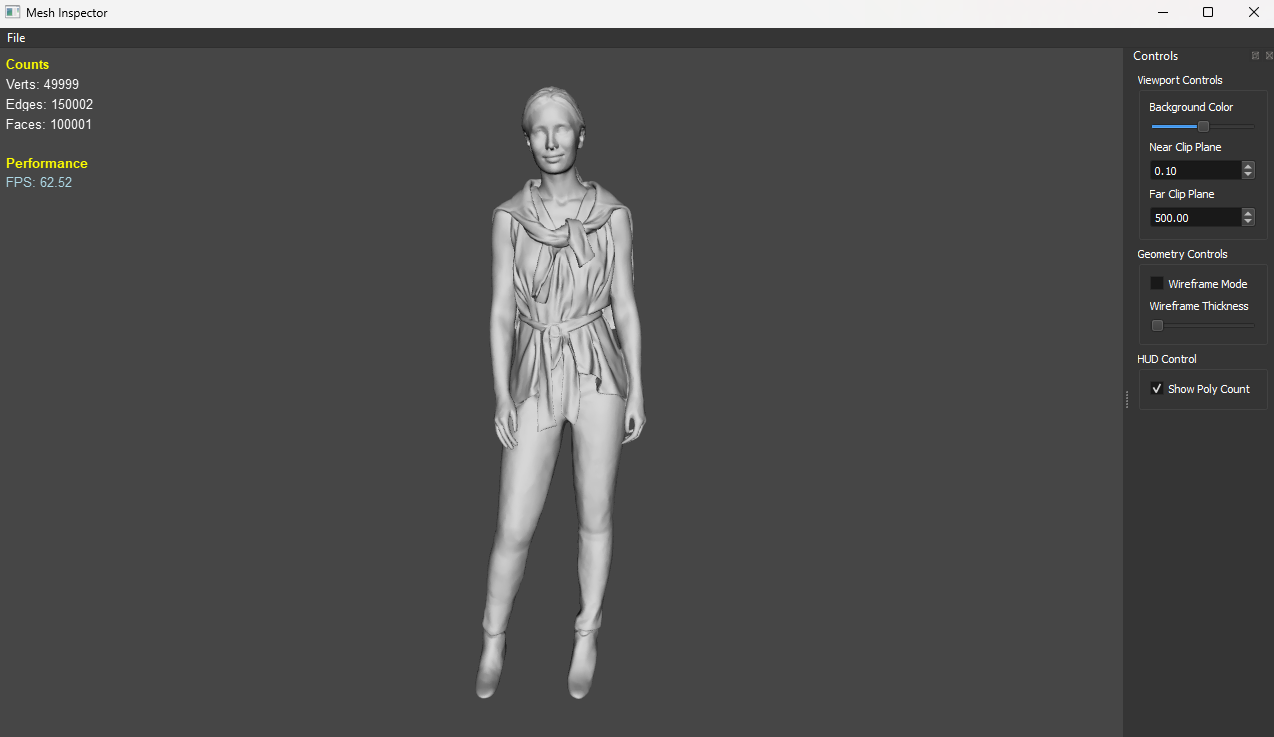 Mesh Inspector
File
Counts
Verts: 49999
Edges: 150002
Faces: 100001
Performance
FPS: 62.52
Controls
Viewport Controls
Background Color
Near Clip Plane
0.10
Far Clip Plane
500.00
Geometry Controls
Wireframe Mode
Wireframe Thickness
HUD Control
Show Poly Count